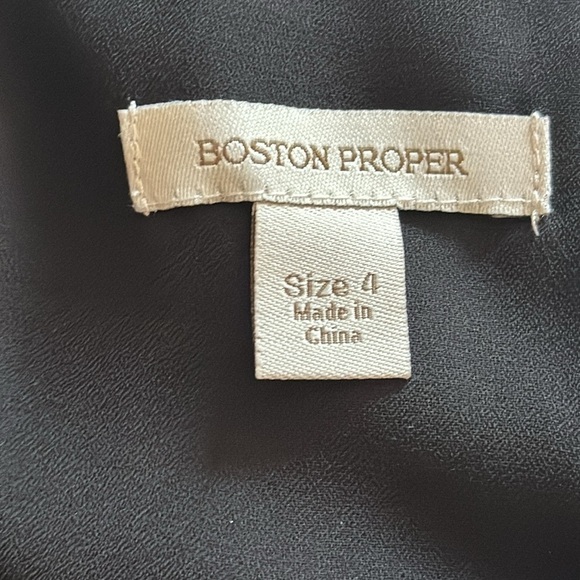 BOSTON PROPER
Size 4
Made in
China